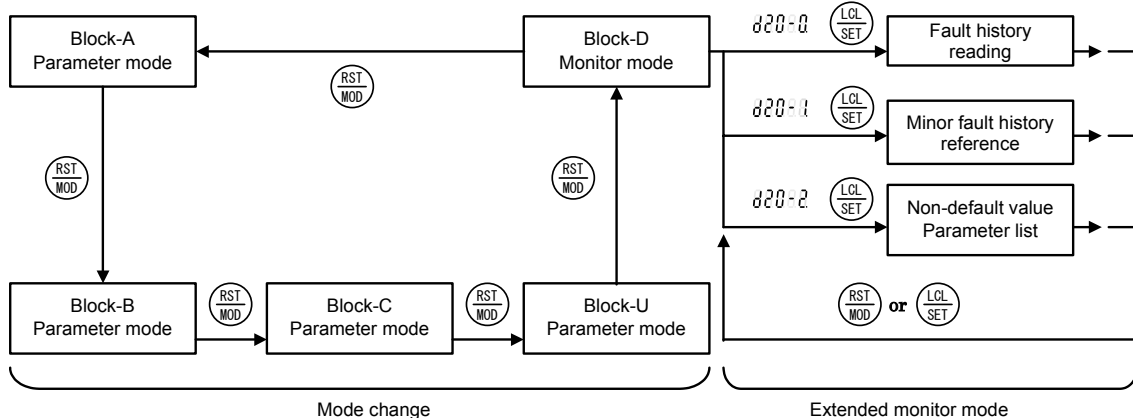 Block-A
Parameter mode
RST
MOD
Block-D
Monitor mode
d20-0.
LCL
SET
Fault history
reading
RST
MOD
RST
MOD
d20-1.
LCL
SET
Minor fault history
reference
d20-2.
LCL
SET
Non-default value
Parameter list
Block-B
Parameter mode
RST
MOD
Block-C
Parameter mode
RST
MOD
Block-U
Parameter mode
RST
MOD
or
LCL
SET
Mode change
Extended monitor mode